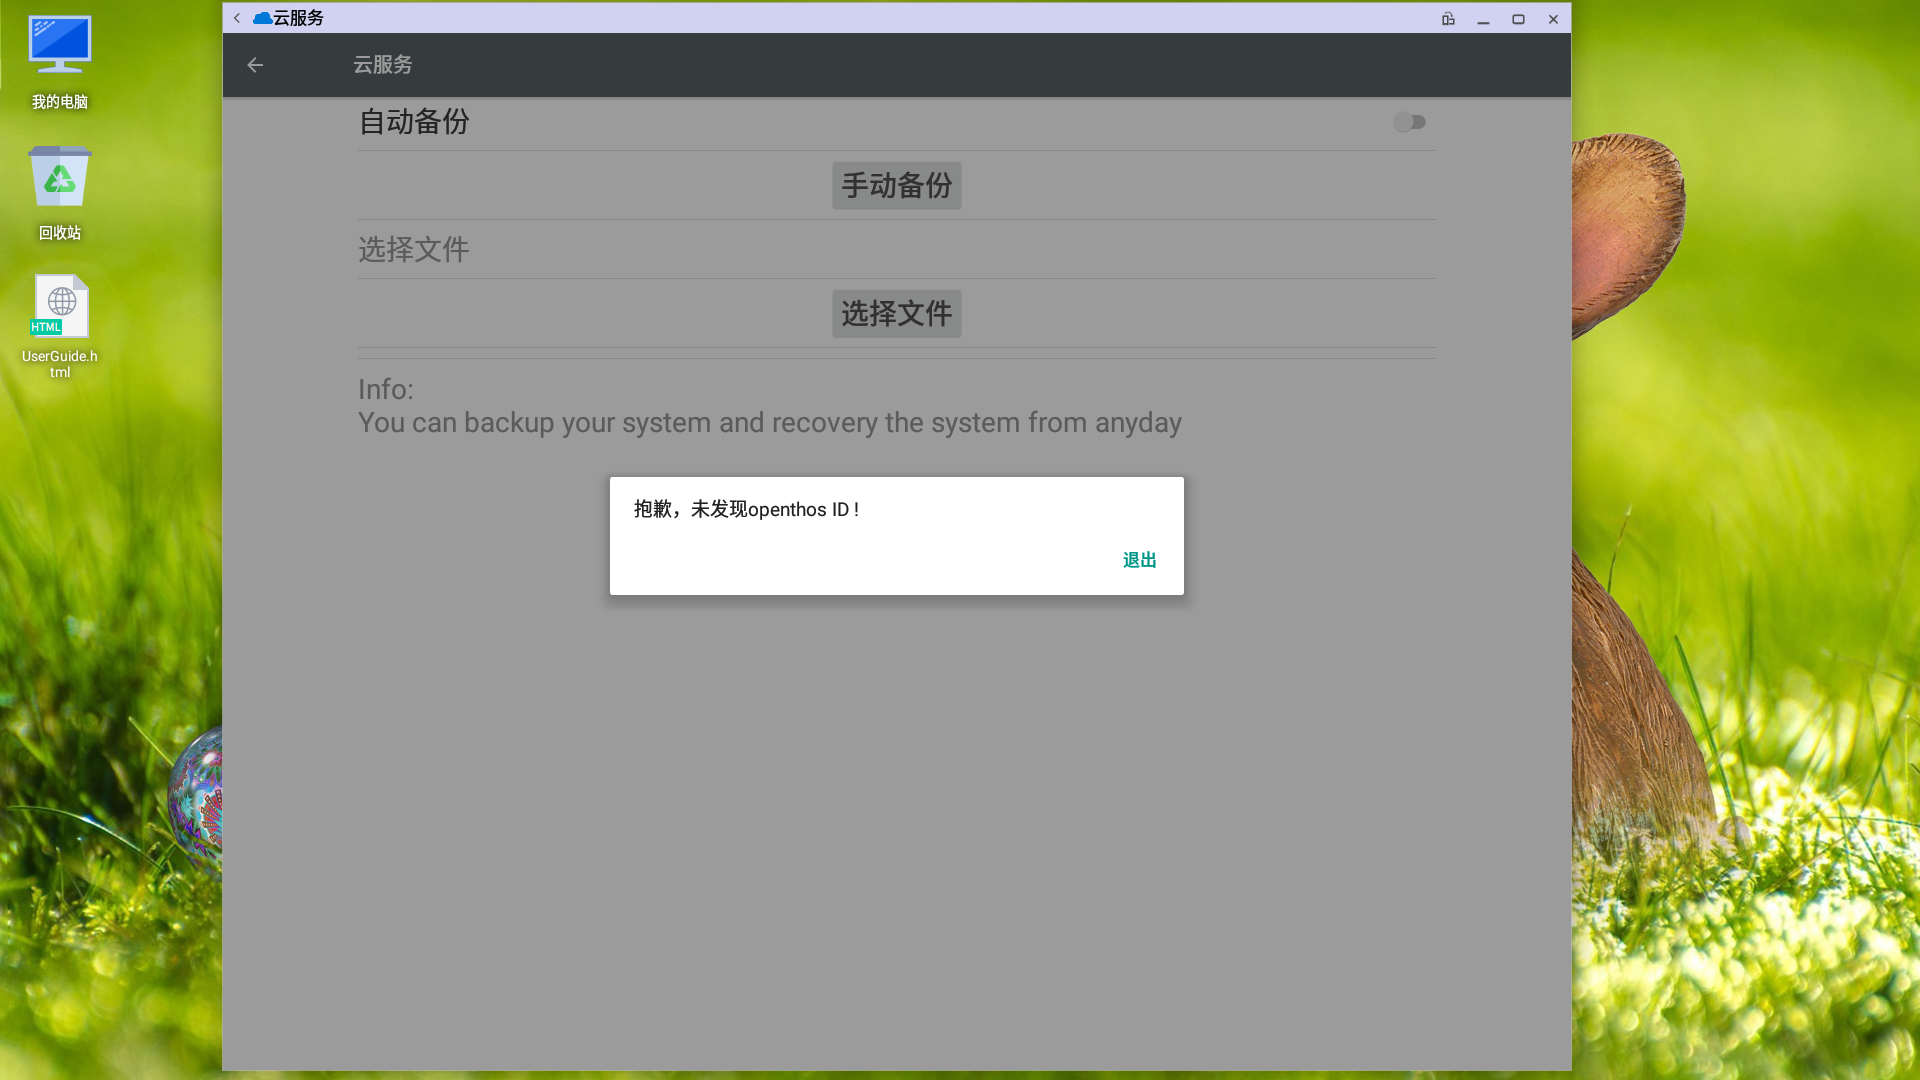 云服务
云服务
自动备份
手动备份
选择文件
选择文件
Info:
You can backup your system and recovery the system from anyday
抱歉，未发现openthos ID !
退出
我的电脑
回收站
HTML
UserGuide.h
tml